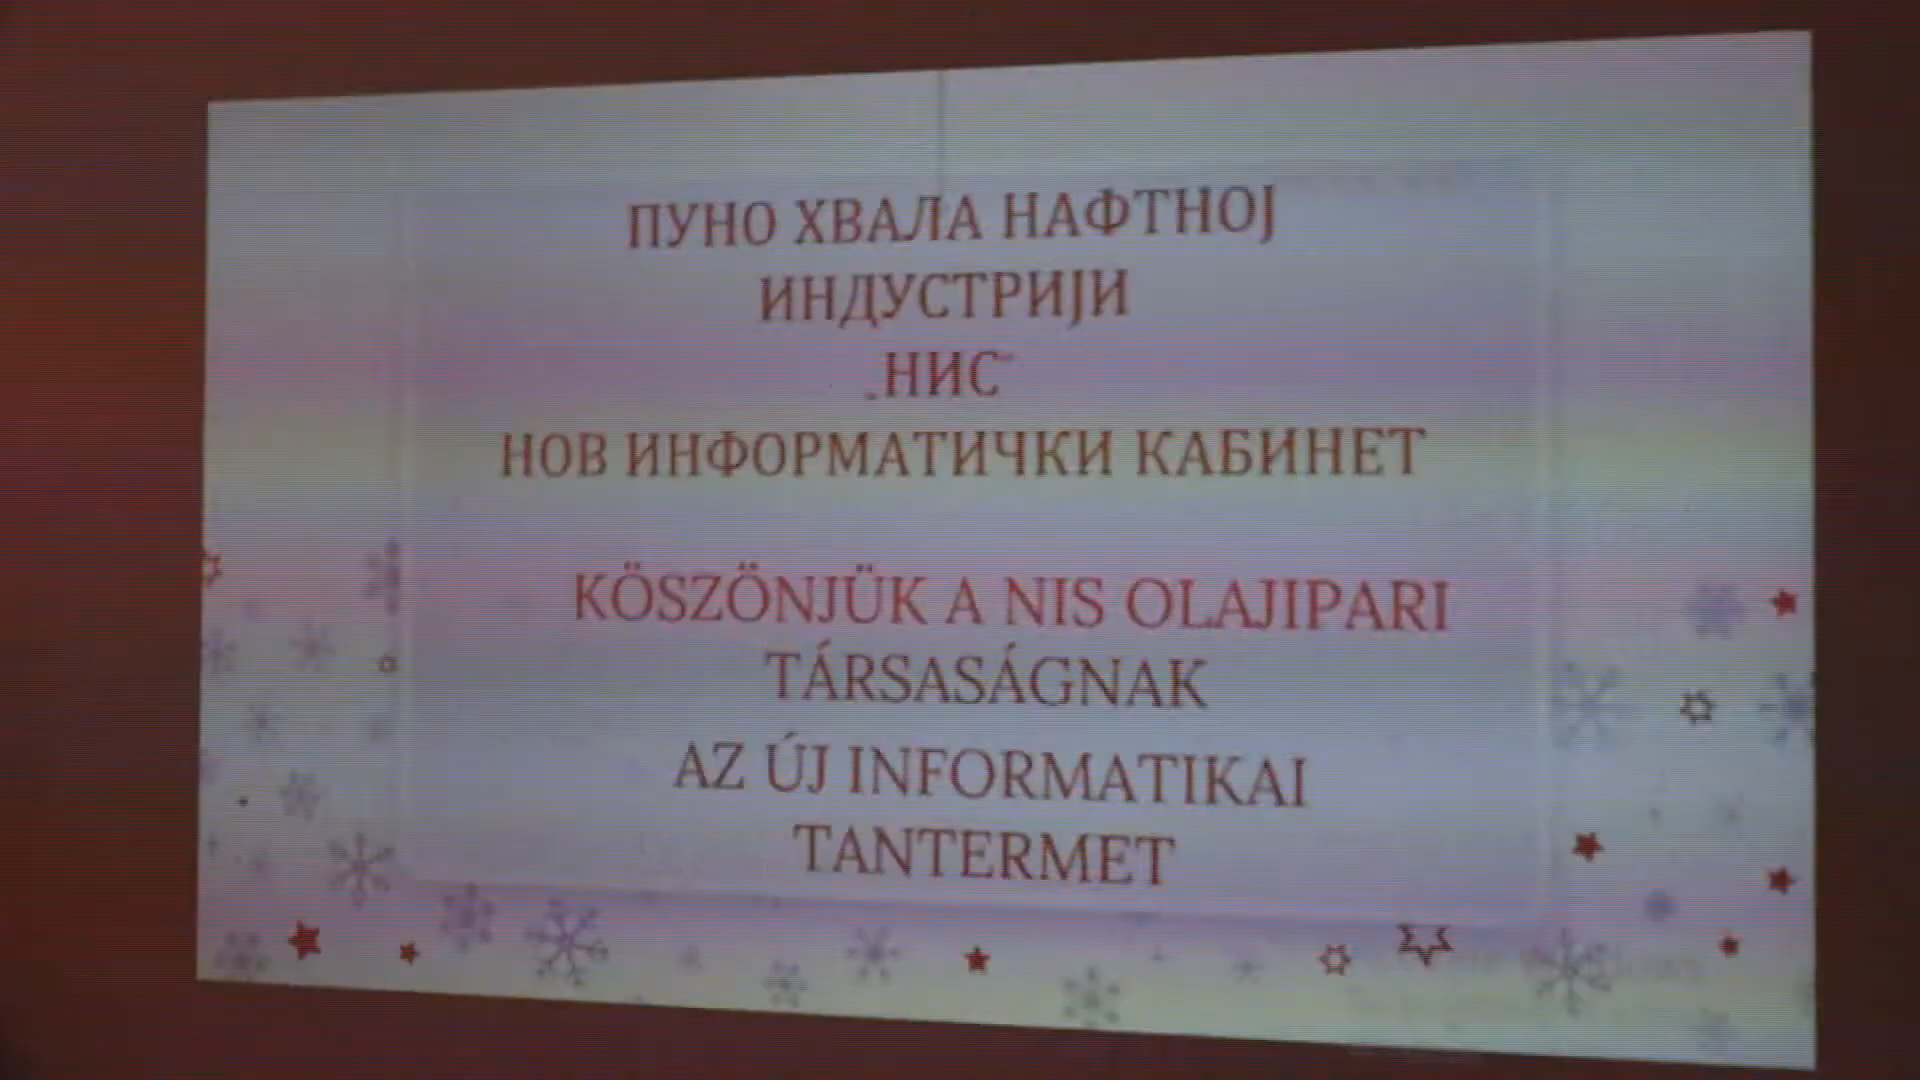 ПУНО ХВАЛА НАФТНОЈ
ИНДУСТРИЈИ
„НИС“
НОВ ИНФОРМАТИЧКИ КАБИНЕТ
KÖSZÖNJÜK A NIS OLAJIPARI
TÁRSASÁGNAK
AZ ÚJ INFORMATIKAI
TANTERMET